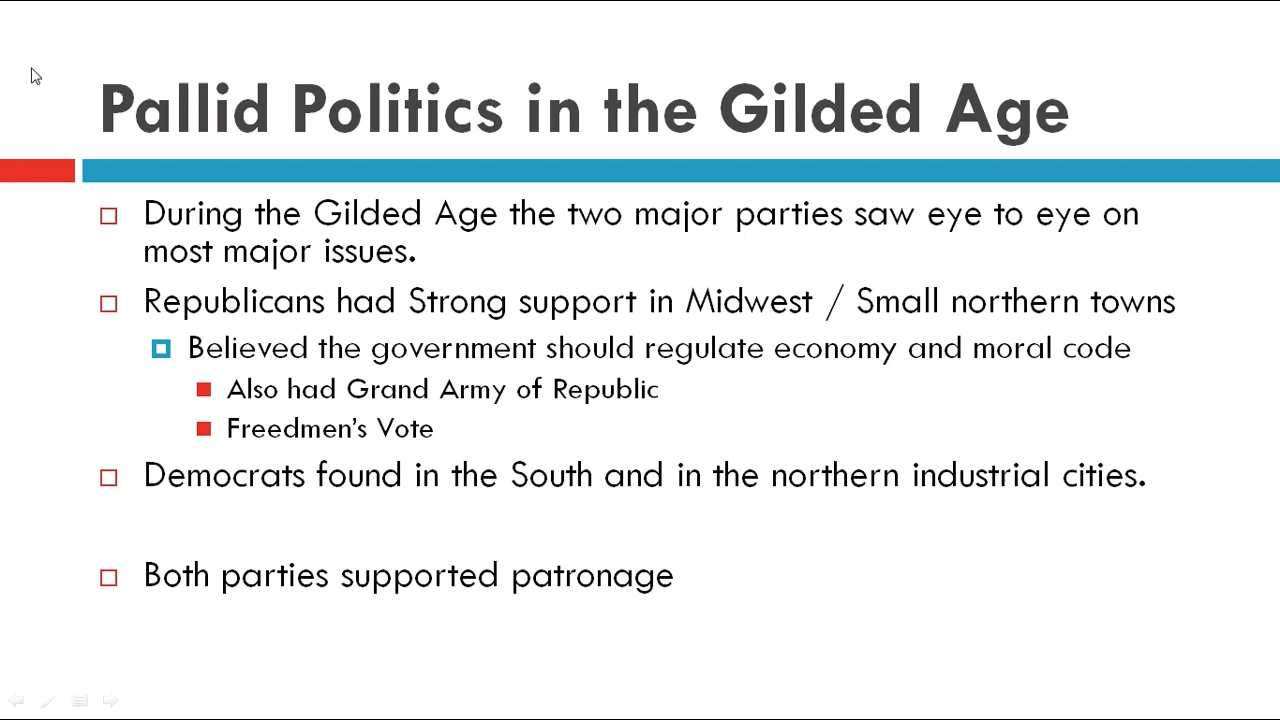 Pallid Politics in the Gilded Age
During the Gilded Age the two major parties saw eye to eye on
most major issues.
Republicans had Strong support in Midwest / Small northern towns
Believed the government should regulate economy and moral code
Also had Grand Army of Republic
Freedmen's Vote
Democrats found in the South and in the northern industrial cities.
Both parties supported patronage